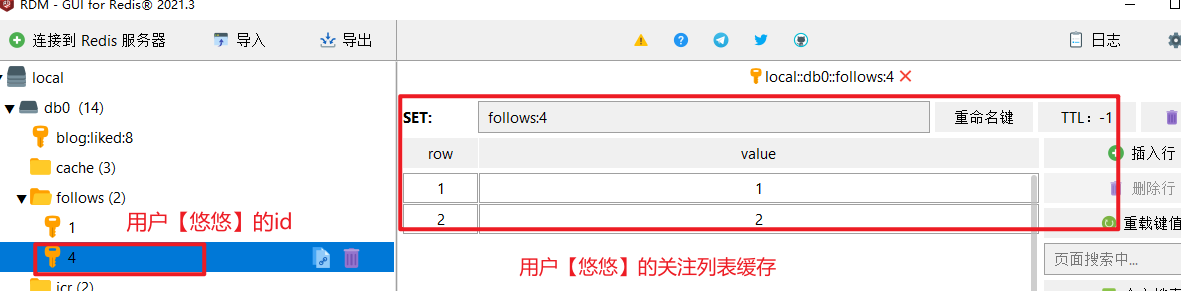 RDM - GUI for Redis® 2021.3
连接到 Redis 服务器
导入
导出
日志
local
db0 (14)
blog:liked:8
cache (3)
follows (2)
1
4
用户【悠悠】的id
icr (2)
local::db0::follows:4
SET:
follows:4
重命名键
TTL：-1
row
value
1
1
2
2
插入行
删除行
重载键值
页面搜索中...
用户【悠悠】的关注列表缓存